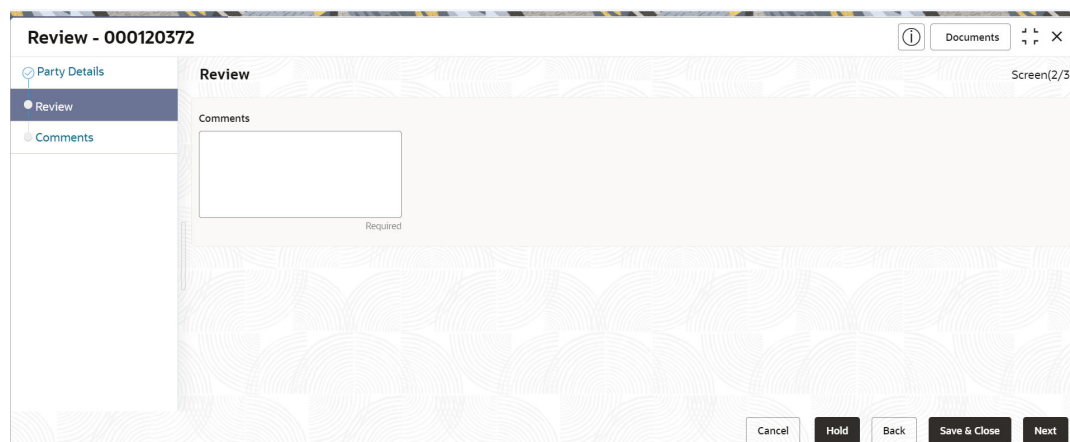 Review - 000120372
Documents
Party Details
Review
Comments
Review
Screen(2/3
Comments
Required
Cancel
Hold
Back
Save & Close
Next